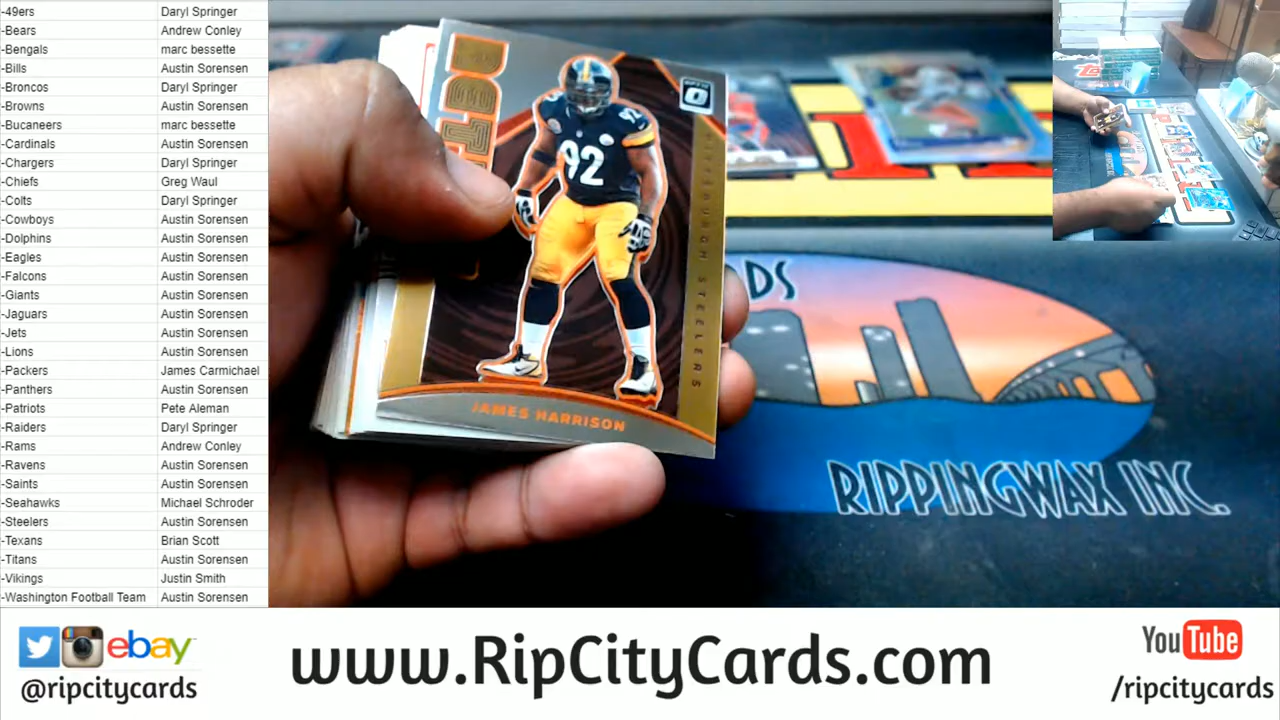 -49ers Daryl Springer
-Bears Andrew Conley
-Bengals marc bessette
-Bills Austin Sorensen
-Broncos Daryl Springer
-Browns Austin Sorensen
-Bucaneers marc bessette
-Cardinals Austin Sorensen
-Chargers Daryl Springer
-Chiefs Greg Waul
-Colts Daryl Springer
-Cowboys Austin Sorensen
-Dolphins Austin Sorensen
-Eagles Austin Sorensen
-Falcons Austin Sorensen
-Giants Austin Sorensen
-Jaguars Austin Sorensen
-Jets Austin Sorensen
-Lions Austin Sorensen
-Packers James Carmichael
-Panthers Austin Sorensen
-Patriots Pete Aleman
-Raiders Daryl Springer
-Rams Andrew Conley
-Ravens Austin Sorensen
-Saints Austin Sorensen
-Seahawks Michael Schroder
-Steelers Austin Sorensen
-Texans Brian Scott
-Titans Austin Sorensen
-Vikings Justin Smith
-Washington Football Team Austin Sorensen
92
92
PITTSBURGH STEELERS
JAMES HARRISON
RIPPINGWAX INC.
ebay
@ripcitycards
www.RipCityCards.com
YouTube
/ripcitycards